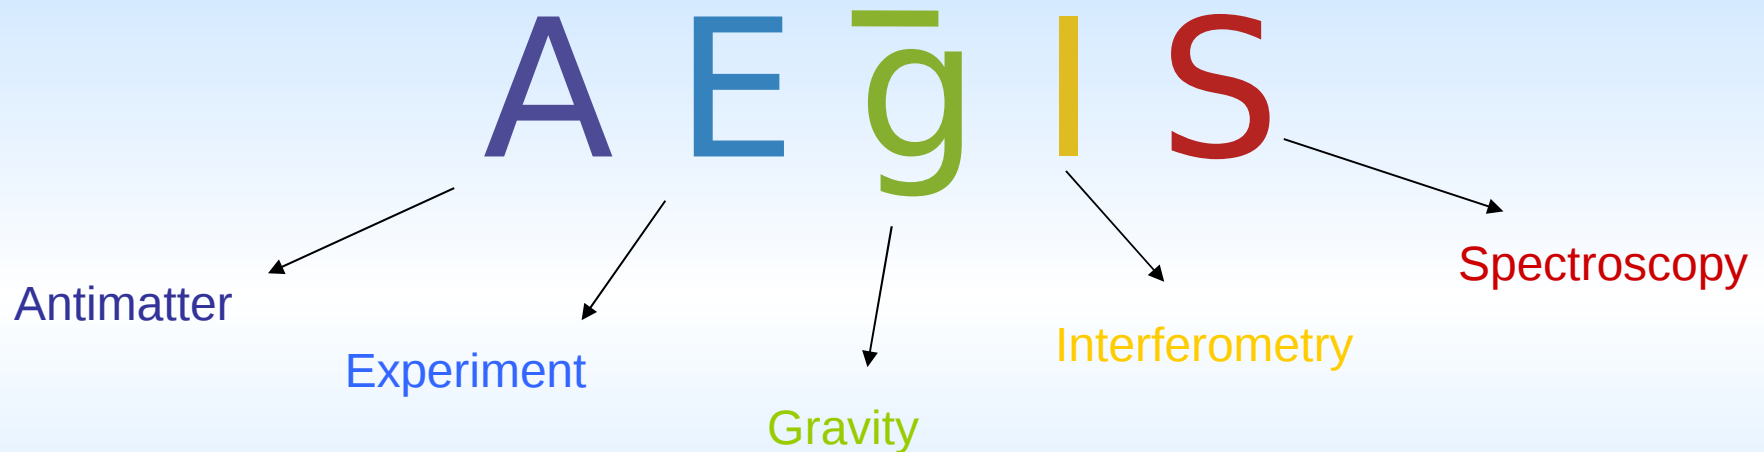 A E g̅ I S
Antimatter
Experiment
Gravity
Interferometry
Spectroscopy